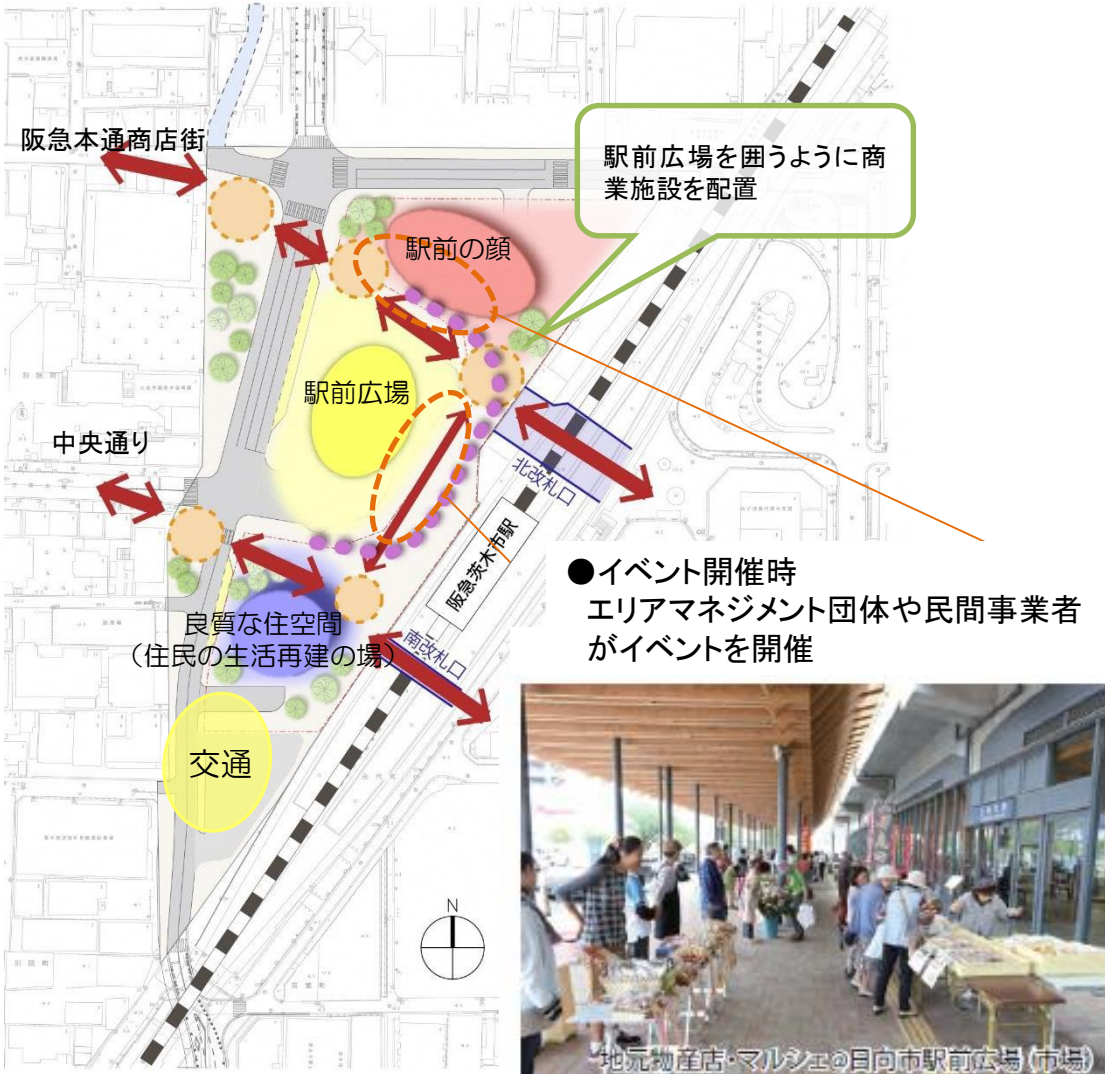 阪急本通商店街
駅前広場を囲うように商
業施設を配置
駅前の顔
駅前広場
中央通り
北改札口
阪急茨木市駅
●イベント開催時
エリアマネジメント団体や民間事業者
がイベントを開催
良質な住空間
（住民の生活再建の場）
南改札口
交通
N
地元物産店・マルシェ@日向市駅前広場（市場）